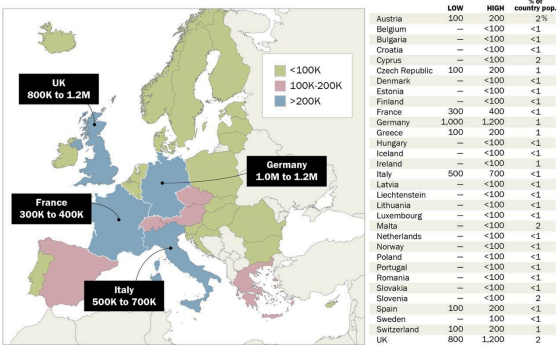 <100K
100K-200K
>200K
UK
800K to 1.2M
Germany
1.0M to 1.2M
France
300K to 400K
Italy
500K to 700K
% of
LOW HIGH country pop.
Austria 100 200 2%
Belgium — <100 <1
Bulgaria — <100 <1
Croatia — <100 <1
Cyprus — <100 2
Czech Republic 100 200 1
Denmark — <100 <1
Estonia — <100 <1
Finland — <100 <1
France 300 400 <1
Germany 1,000 1,200 1
Greece 100 200 1
Hungary — <100 <1
Iceland — <100 <1
Ireland — <100 1
Italy 500 700 <1
Latvia — <100 <1
Liechtenstein — <100 <1
Lithuania — <100 <1
Luxembourg — <100 <1
Malta — <100 2
Netherlands — <100 <1
Norway — <100 <1
Poland — <100 <1
Portugal — <100 <1
Romania — <100 <1
Slovakia — <100 <1
Slovenia — <100 2
Spain 100 200 <1
Sweden — 100 <1
Switzerland 100 200 1
UK 800 1,200 2